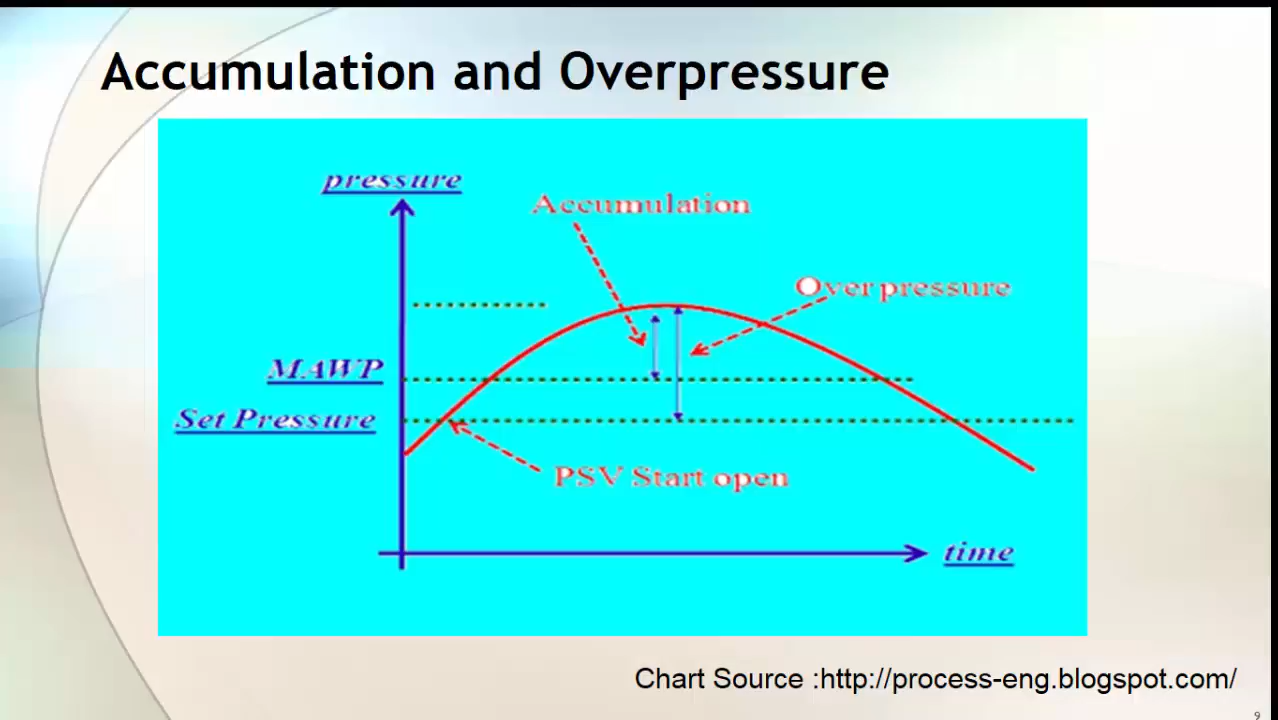 Accumulation and Overpressure
pressure
Accumulation
Over pressure
MAWP
Set Pressure
PSV Start open
time
Chart Source :http://process-eng.blogspot.com/
9